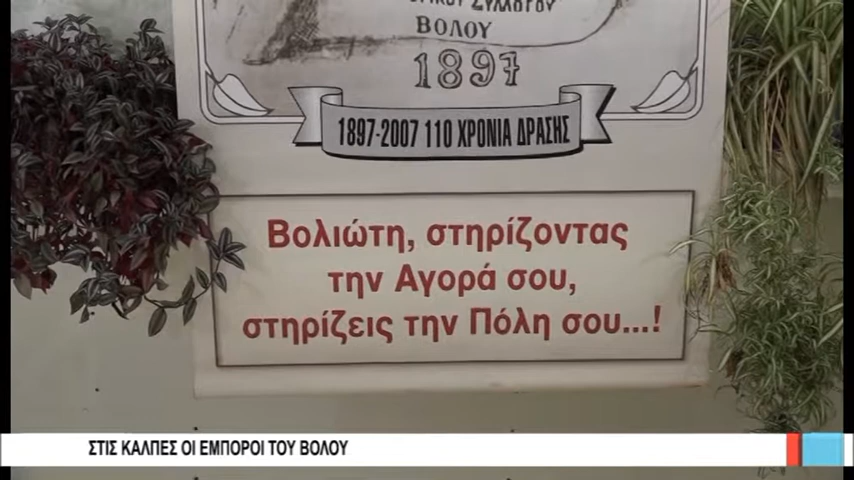 ΣΥΛΛΟΓΟΥ
ΒΟΛΟΥ
1897
1897-2007 110 ΧΡΟΝΙΑ ΔΡΑΣΗΣ
Βολιώτη, στηρίζοντας
την Αγορά σου,
στηρίζεις την Πόλη σου...!
ΣΤΙΣ ΚΑΛΠΕΣ ΟΙ ΕΜΠΟΡΟΙ ΤΟΥ ΒΟΛΟΥ